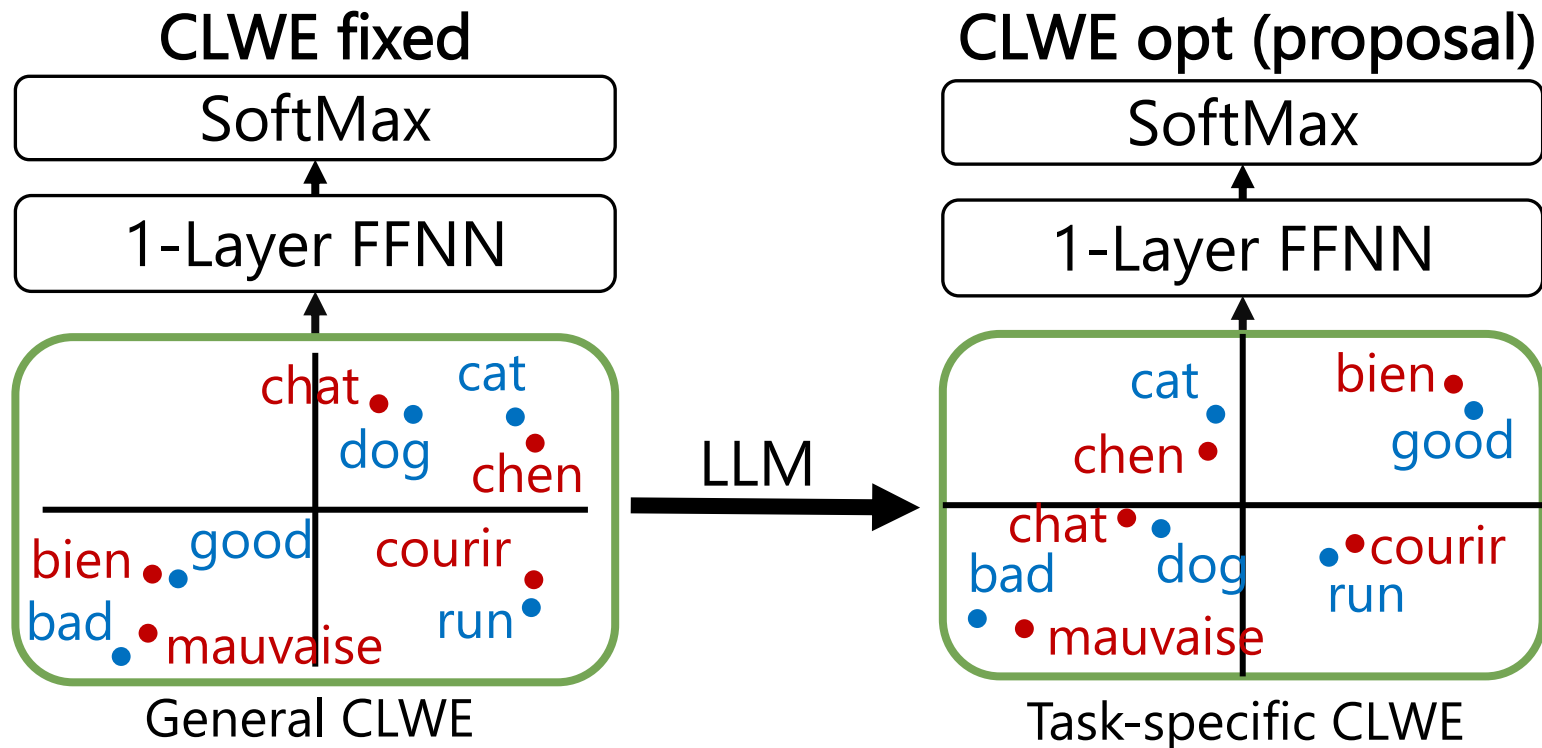 CLWE fixed
SoftMax
1-Layer FFNN
chat
cat
dog
chen
good
bien
courir
bad
run
mauvaise
General CLWE
LLM
CLWE opt (proposal)
SoftMax
1-Layer FFNN
cat
bien
good
chen
chat
courir
bad
dog
run
mauvaise
Task-specific CLWE